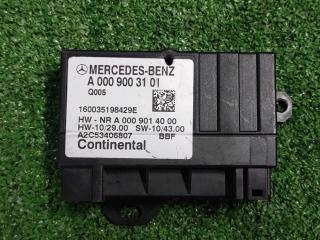 MERCEDES-BENZ
A 000 900 31 01
Q005
160035198429E
HW - NR A 000 901 40 00
HW-10/29.00 SW-10/43.00
A2C53406807 BBF
Continental